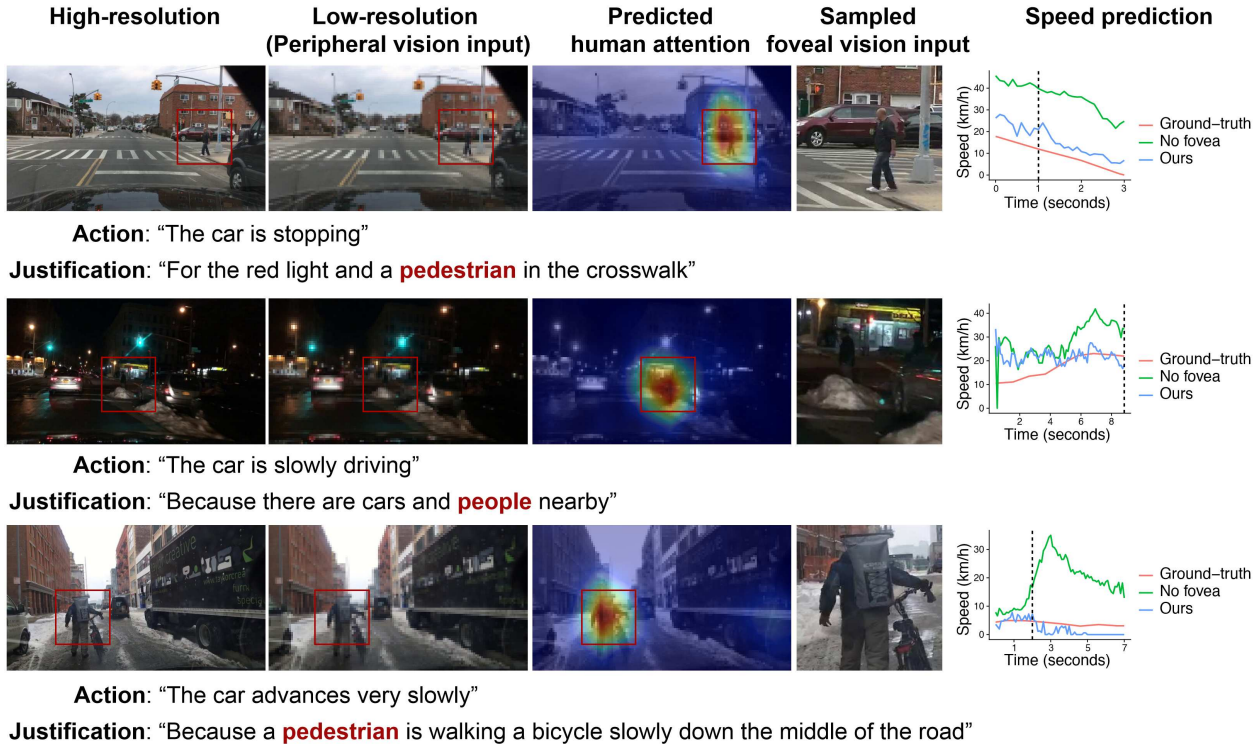 High-resolution
Low-resolution
(Peripheral vision input)
Predicted
human attention
Sampled
foveal vision input
Speed prediction
Speed (km/h)
40
30
20
10
0
0 1 2 3
Time (seconds)
Ground−truth
No fovea
Ours
Action: “The car is stopping”
Justification: “For the red light and a pedestrian in the crosswalk”
DELI
Speed (km/h)
40
30
20
10
0
2 4 6 8
Time (seconds)
Ground−truth
No fovea
Ours
Action: “The car is slowly driving”
Justification: “Because there are cars and people nearby”
Speed (km/h)
30
20
10
0
1 3 5 7
Time (seconds)
Ground−truth
No fovea
Ours
Action: “The car advances very slowly”
Justification: “Because a pedestrian is walking a bicycle slowly down the middle of the road”